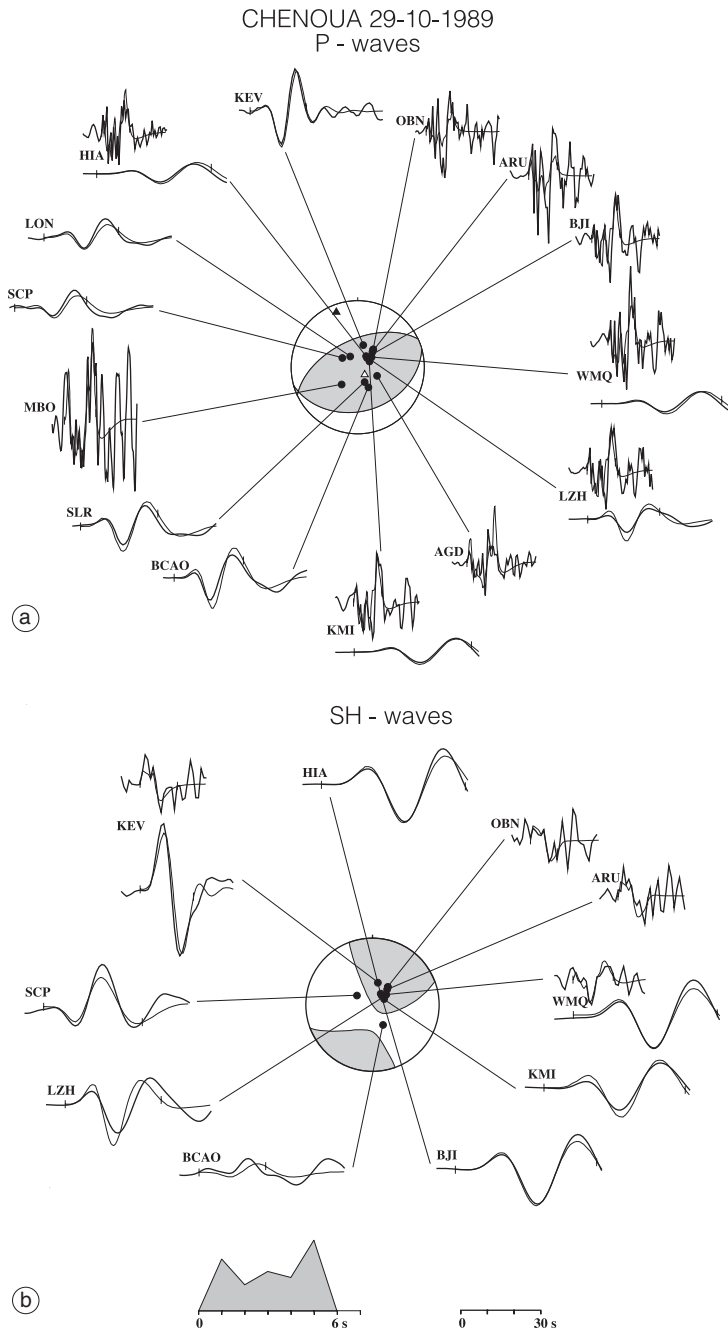 CHENOUA 29-10-1989
P - waves
KEV
OBN
HIA
ARU
BJI
LON
SCP
WMQ
MBO
LZH
SLR
AGD
BCAO
KMI
a
SH - waves
HIA
KEV
OBN
ARU
SCP
WMQ
KMI
LZH
BCAO
BJI
b
0 6 s 0 30 s